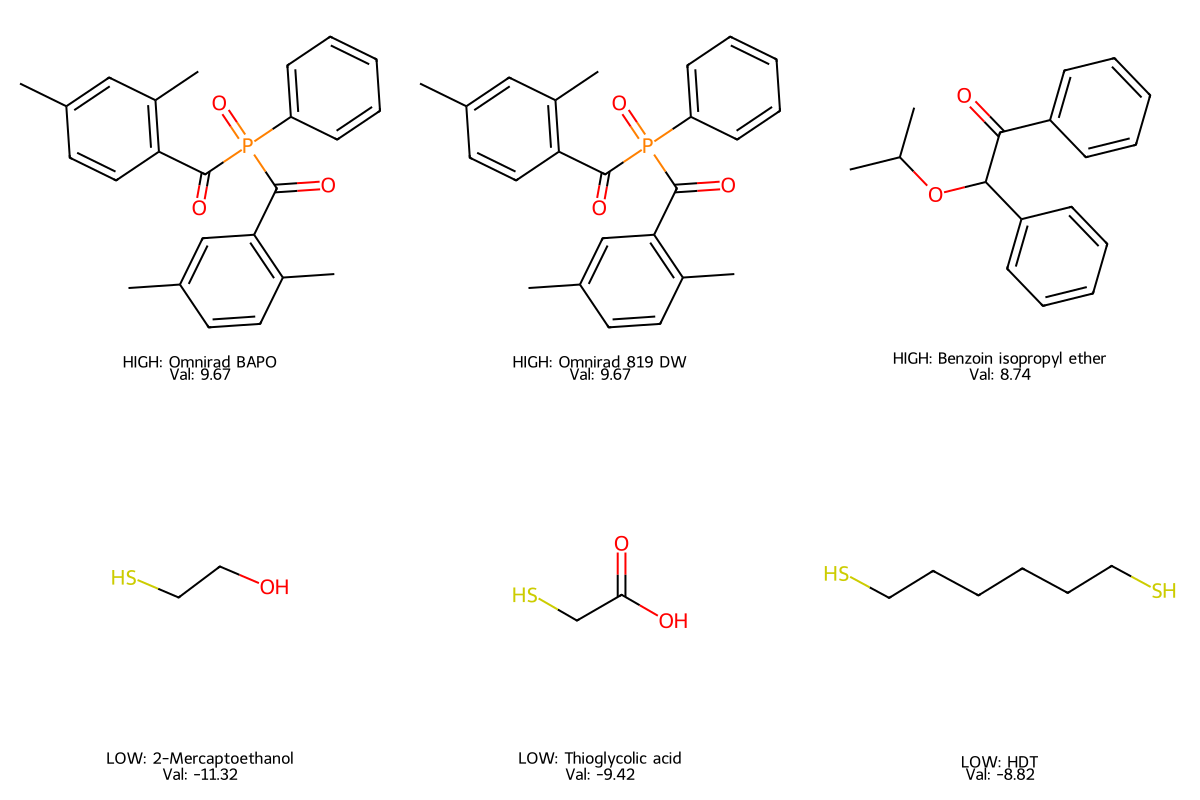 O
P
O
O
HIGH: Omnirad BAPO
Val: 9.67
O
P
O
O
HIGH: Omnirad 819 DW
Val: 9.67
O
O
HIGH: Benzoin isopropyl ether
Val: 8.74
HS
OH
LOW: 2-Mercaptoethanol
Val: -11.32
O
HS
OH
LOW: Thioglycolic acid
Val: -9.42
HS
SH
LOW: HDT
Val: -8.82